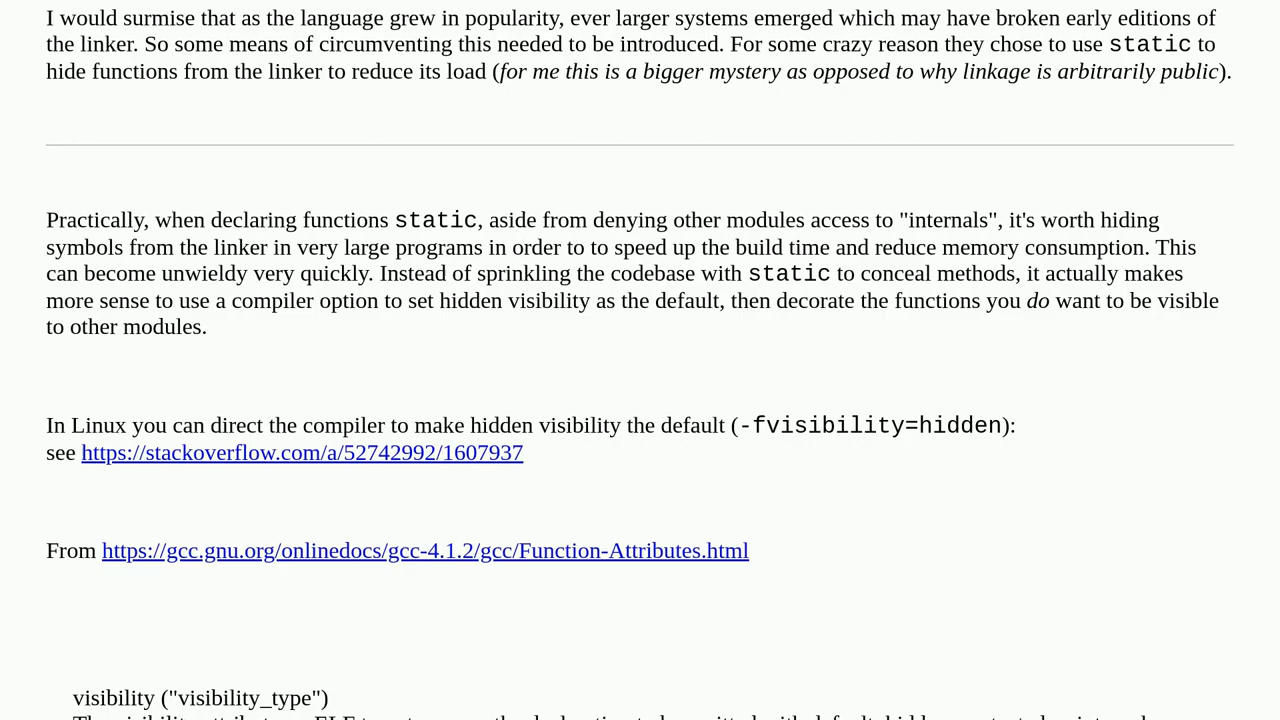 I would surmise that as the language grew in popularity, ever larger systems emerged which may have broken early editions of
the linker. So some means of circumventing this needed to be introduced. For some crazy reason they chose to use static to
hide functions from the linker to reduce its load (for me this is a bigger mystery as opposed to why linkage is arbitrarily public).
Practically, when declaring functions static, aside from denying other modules access to "internals", it's worth hiding
symbols from the linker in very large programs in order to to speed up the build time and reduce memory consumption. This
can become unwieldy very quickly. Instead of sprinkling the codebase with static to conceal methods, it actually makes
more sense to use a compiler option to set hidden visibility as the default, then decorate the functions you do want to be visible
to other modules.
In Linux you can direct the compiler to make hidden visibility the default (-fvisibility=hidden):
see https://stackoverflow.com/a/52742992/1607937
From https://gcc.gnu.org/onlinedocs/gcc-4.1.2/gcc/Function-Attributes.html
visibility ("visibility_type")